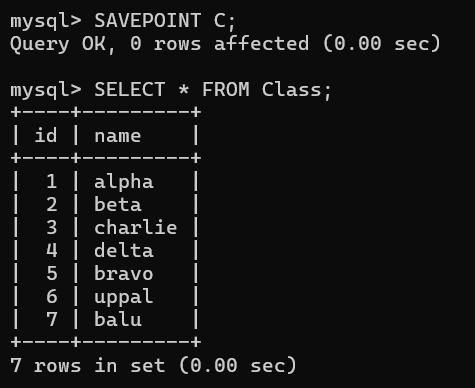 mysql> SAVEPOINT C;
Query OK, 0 rows affected (0.00 sec)

mysql> SELECT * FROM Class;
+----+---------+
| id | name    |
+----+---------+
|  1 | alpha   |
|  2 | beta    |
|  3 | charlie |
|  4 | delta   |
|  5 | bravo   |
|  6 | uppal   |
|  7 | balu    |
+----+---------+
7 rows in set (0.00 sec)